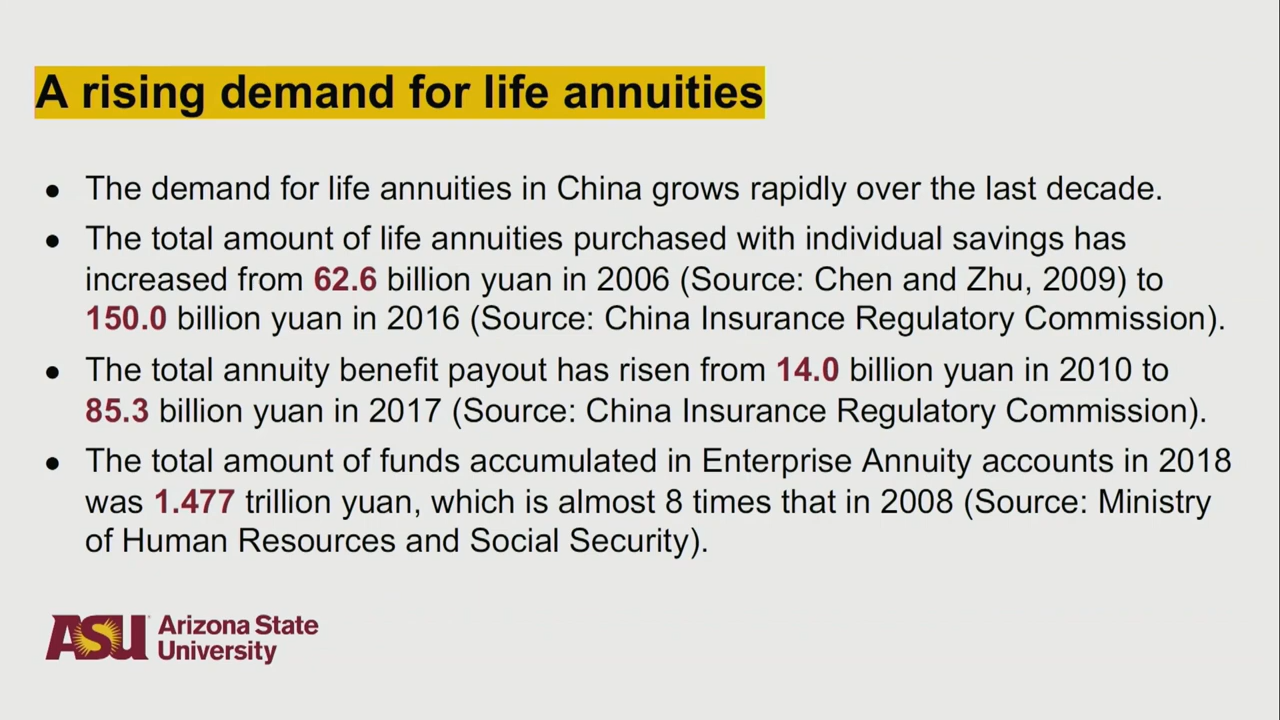 A rising demand for life annuities
● The demand for life annuities in China grows rapidly over the last decade.
● The total amount of life annuities purchased with individual savings has
increased from 62.6 billion yuan in 2006 (Source: Chen and Zhu, 2009) to
150.0 billion yuan in 2016 (Source: China Insurance Regulatory Commission).
● The total annuity benefit payout has risen from 14.0 billion yuan in 2010 to
85.3 billion yuan in 2017 (Source: China Insurance Regulatory Commission).
● The total amount of funds accumulated in Enterprise Annuity accounts in 2018
was 1.477 trillion yuan, which is almost 8 times that in 2008 (Source: Ministry
of Human Resources and Social Security).
ASU Arizona State
University